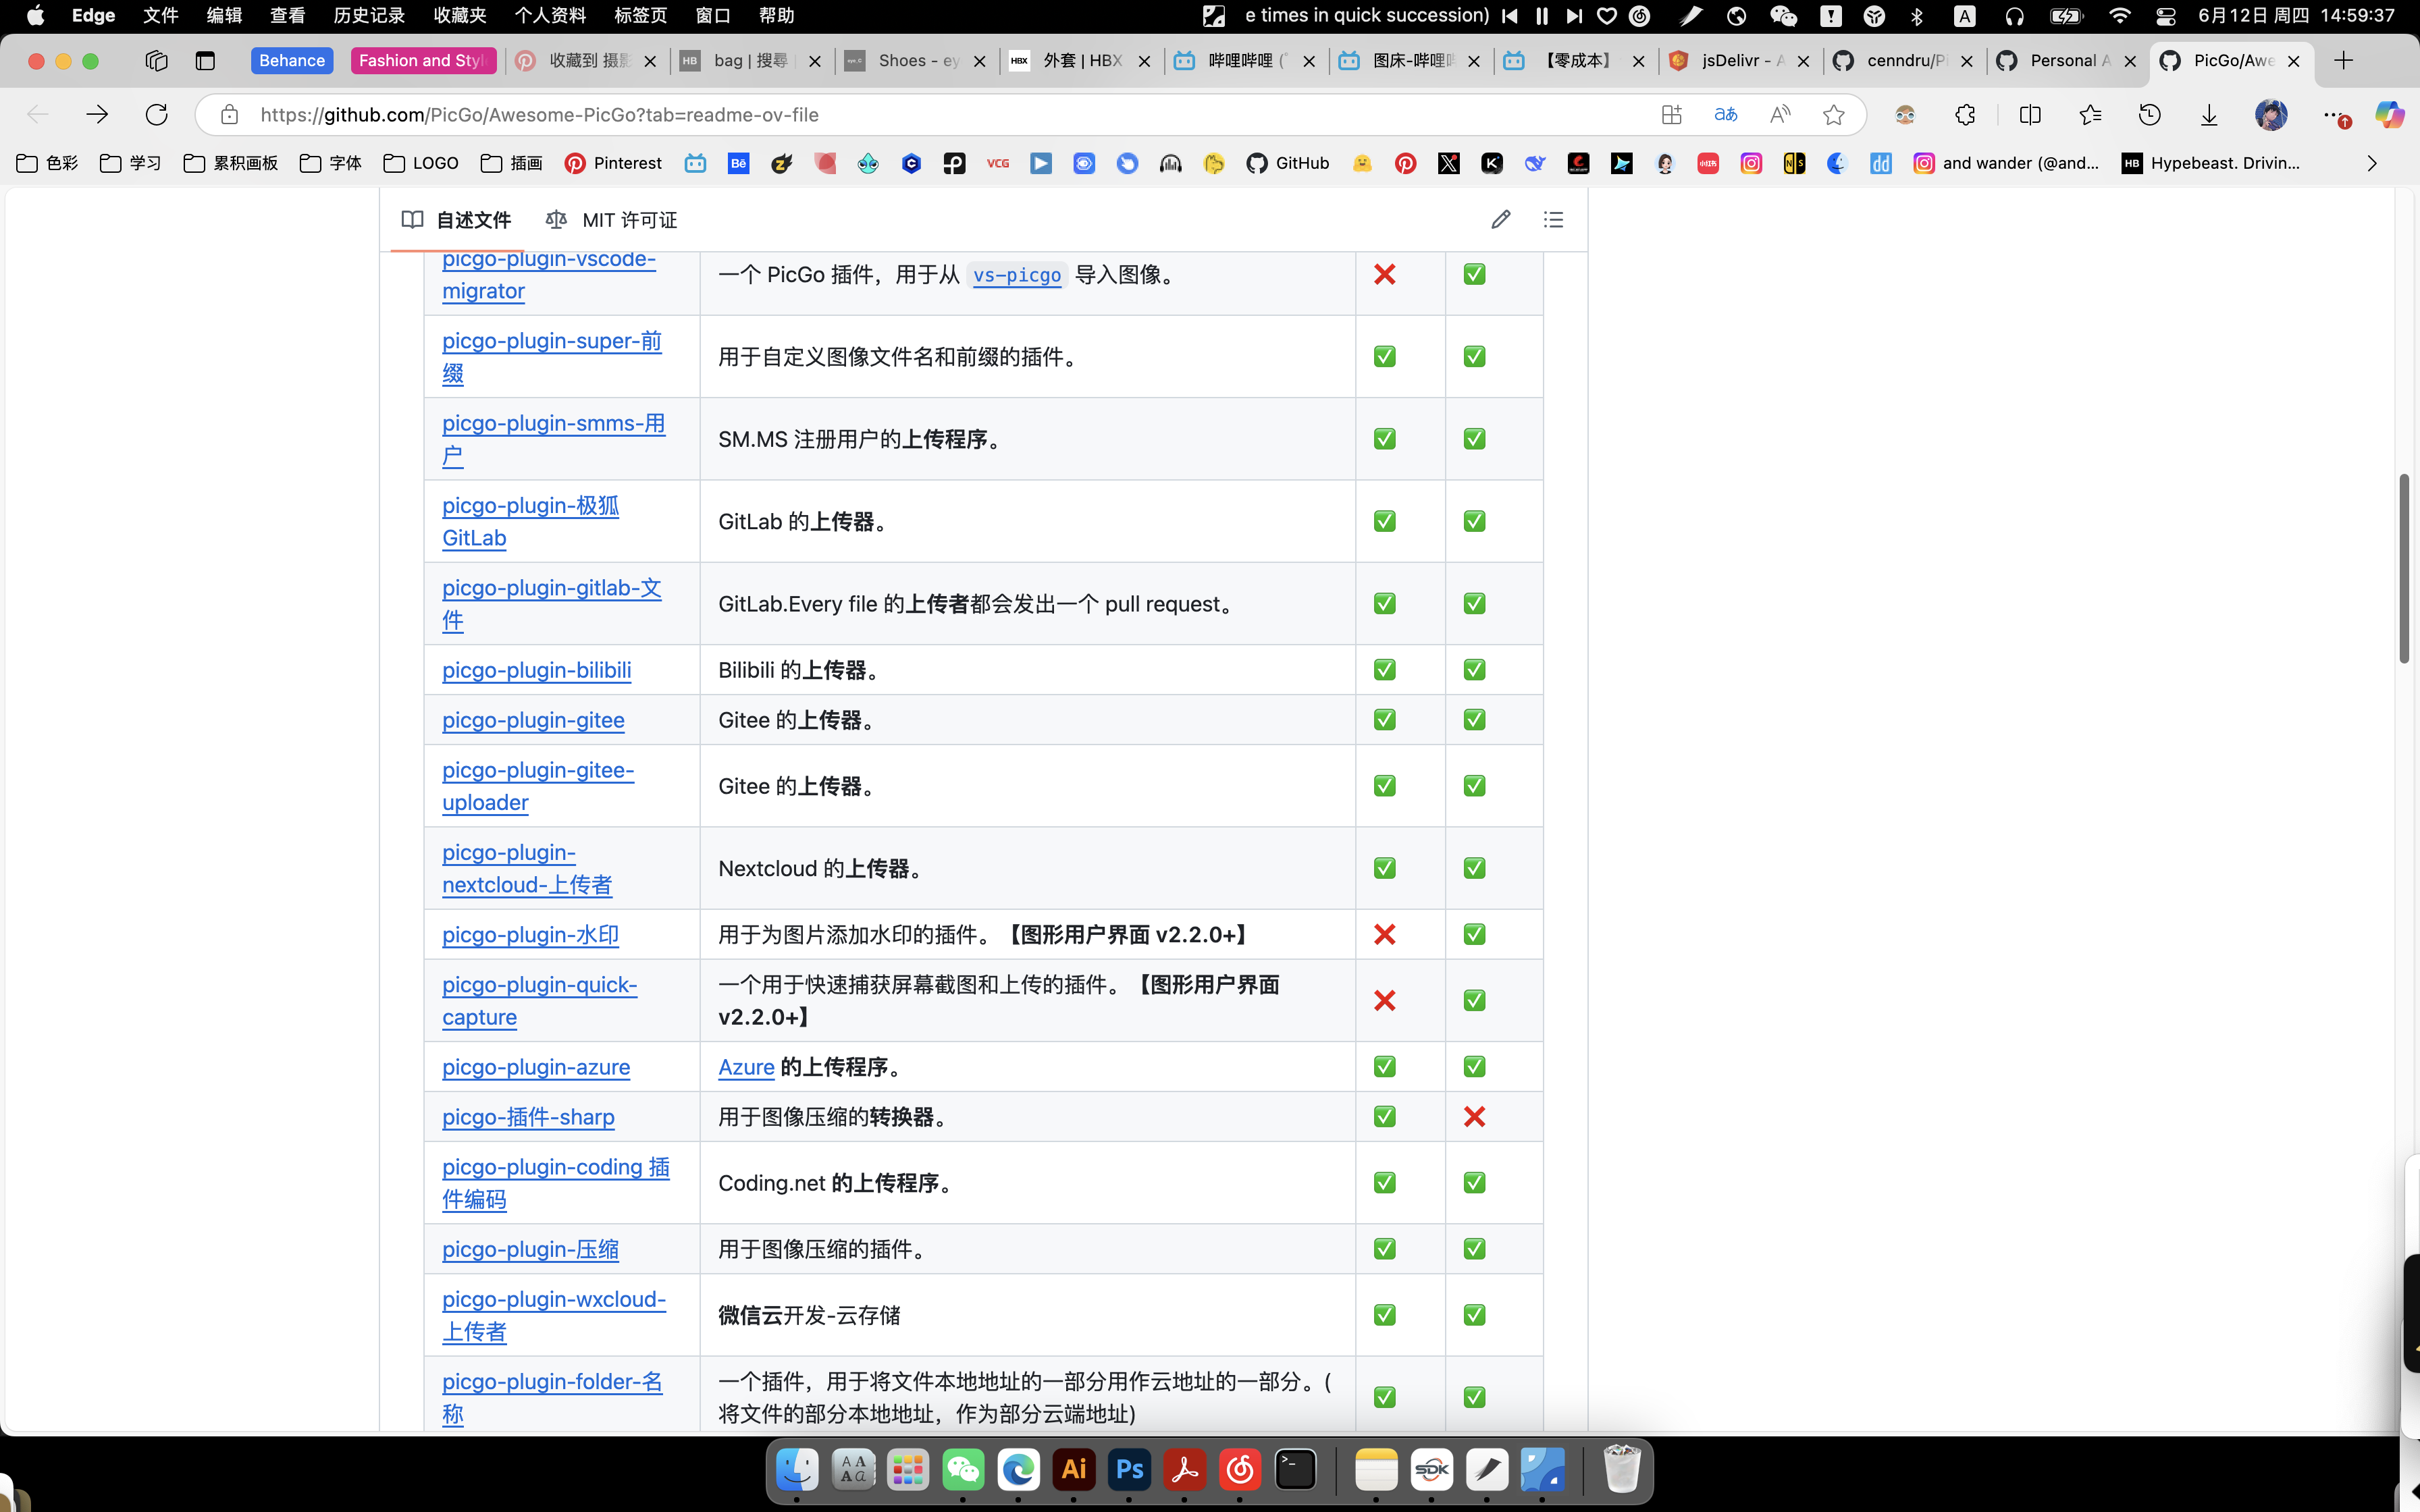 Edge 文件 编辑 查看 历史记录 收藏夹 个人资料 标签页 窗口 帮助 e times in quick succession) A 6月12日 周四 14:59:37
Behance Fashion and Styl 收藏到 摄影 HB bag | 搜尋 Shoes - ey HBX 外套 | HBX 哔哩哔哩 (゜ 图床-哔哩哔 【零成本】 jsDelivr - A cenndru/Pi Personal A PicGo/Awe
https://github.com/PicGo/Awesome-PicGo?tab=readme-ov-file
色彩 学习 累积画板 字体 LOGO 插画 Pinterest Bē VCG GitHub 小红书 NS dd and wander (@and... HB Hypebeast. Drivin...
自述文件 MIT 许可证
picgo-plugin-vscode-
migrator
一个 PicGo 插件，用于从 vs-picgo 导入图像。
picgo-plugin-super-前
缀
用于自定义图像文件名和前缀的插件。
picgo-plugin-smms-用
户
SM.MS 注册用户的上传程序。
picgo-plugin-极狐
GitLab
GitLab 的上传器。
picgo-plugin-gitlab-文
件
GitLab.Every file 的上传者都会发出一个 pull request。
picgo-plugin-bilibili
Bilibili 的上传器。
picgo-plugin-gitee
Gitee 的上传器。
picgo-plugin-gitee-
uploader
Gitee 的上传器。
picgo-plugin-
nextcloud-上传者
Nextcloud 的上传器。
picgo-plugin-水印
用于为图片添加水印的插件。【图形用户界面 v2.2.0+】
picgo-plugin-quick-
capture
一个用于快速捕获屏幕截图和上传的插件。【图形用户界面
v2.2.0+】
picgo-plugin-azure
Azure 的上传程序。
picgo-插件-sharp
用于图像压缩的转换器。
picgo-plugin-coding 插
件编码
Coding.net 的上传程序。
picgo-plugin-压缩
用于图像压缩的插件。
picgo-plugin-wxcloud-
上传者
微信云开发-云存储
picgo-plugin-folder-名
称
一个插件，用于将文件本地地址的一部分用作云地址的一部分。(
将文件的部分本地地址，作为部分云端地址)
Ai Ps SDK